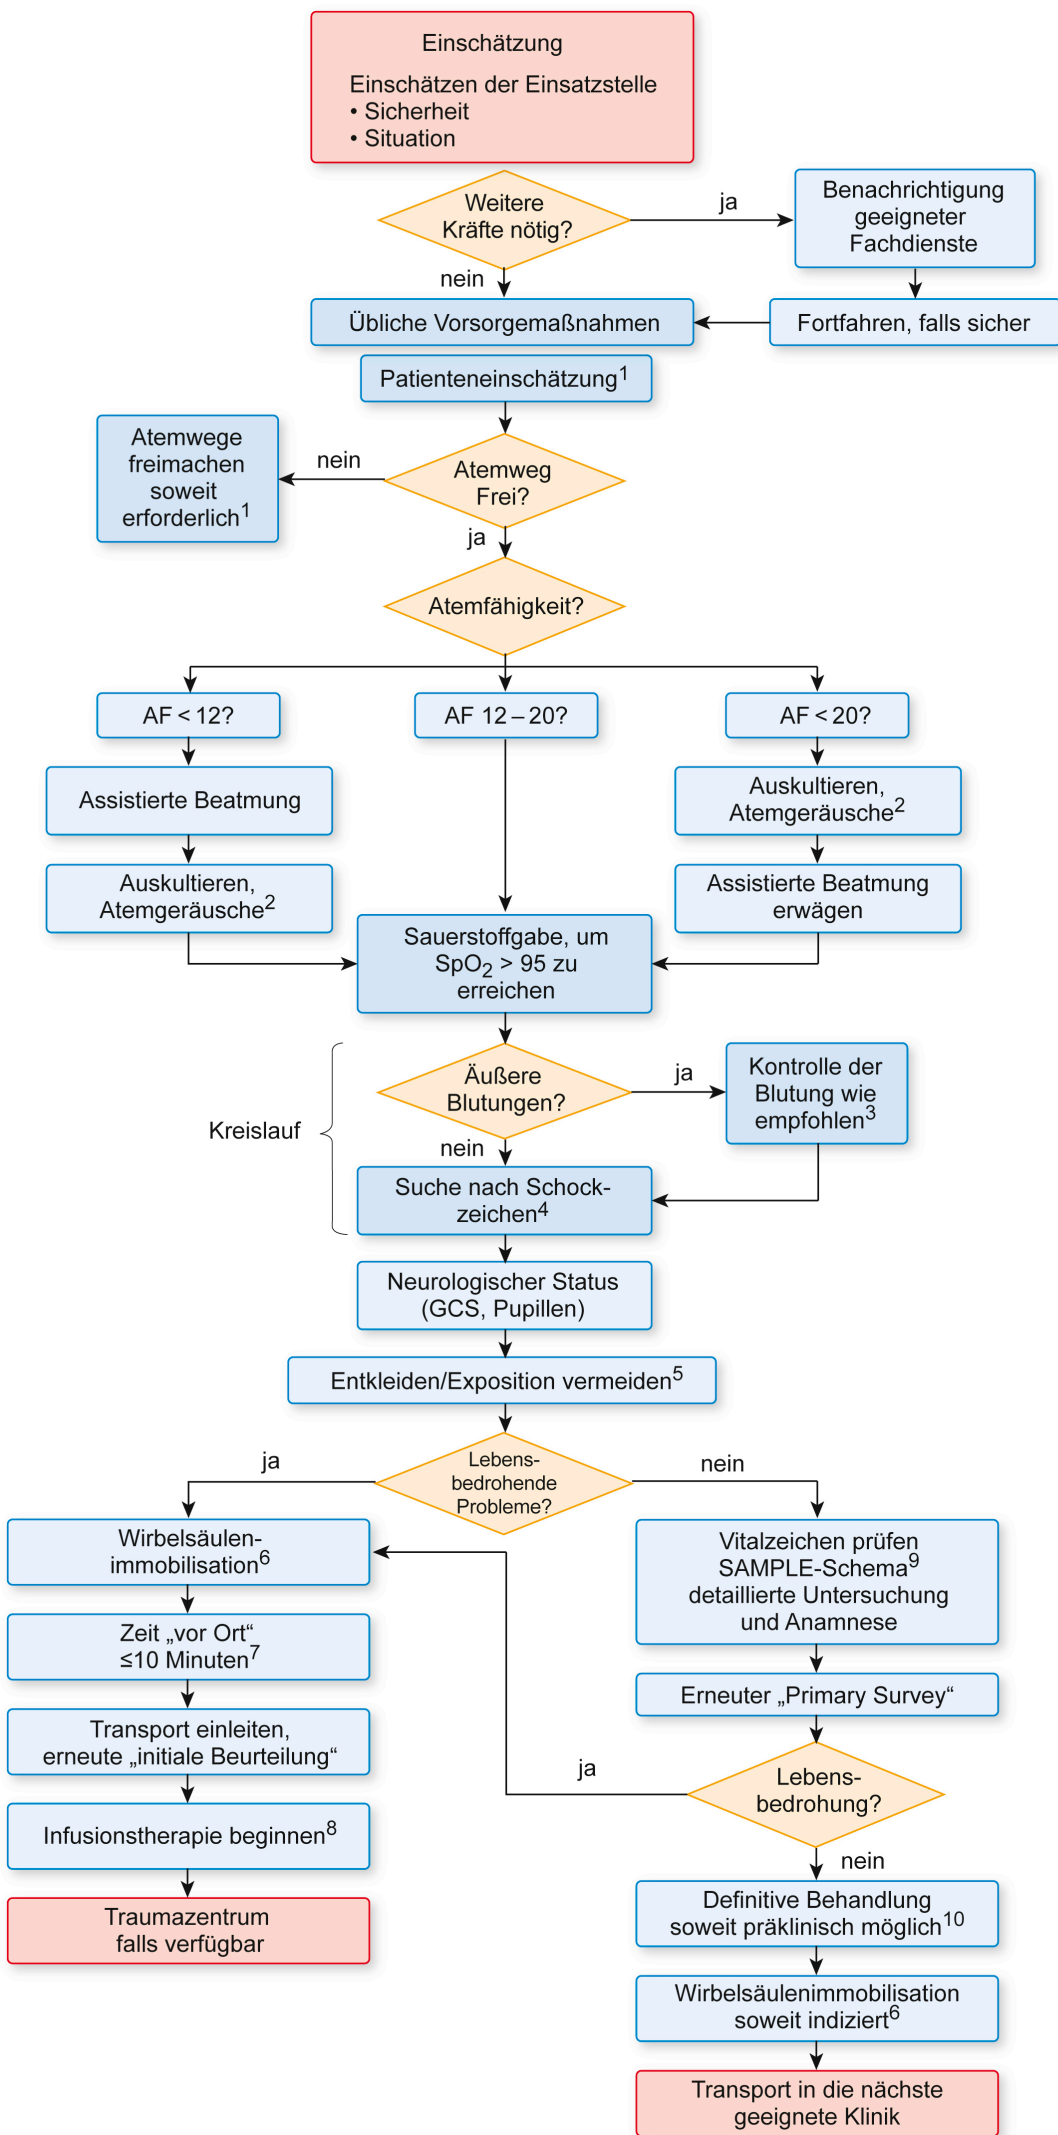 Einschätzung
Einschätzen der Einsatzstelle
• Sicherheit
• Situation
Weitere
Kräfte nötig?
ja
Benachrichtigung
geeigneter
Fachdienste
nein
Übliche Vorsorgemaßnahmen
Fortfahren, falls sicher
Patienteneinschätzung1
Atemwege
freimachen
soweit
erforderlich1
nein
Atemweg
Frei?
ja
Atemfähigkeit?
AF < 12?
AF 12 – 20?
AF < 20?
Assistierte Beatmung
Auskultieren,
Atemgeräusche2
Auskultieren,
Atemgeräusche2
Assistierte Beatmung
erwägen
Sauerstoffgabe, um
SpO2 > 95 zu
erreichen
Kreislauf
Äußere
Blutungen?
ja
Kontrolle der
Blutung wie
empfohlen3
nein
Suche nach Schock-
zeichen4
Neurologischer Status
(GCS, Pupillen)
Entkleiden/Exposition vermeiden5
Lebens-
bedrohende
Probleme?
ja
nein
Wirbelsäulen-
immobilisation6
Zeit „vor Ort“
≤10 Minuten7
Transport einleiten,
erneute „initiale Beurteilung“
Infusionstherapie beginnen8
Traumazentrum
falls verfügbar
Vitalzeichen prüfen
SAMPLE-Schema9
detaillierte Untersuchung
und Anamnese
Erneuter „Primary Survey“
Lebens-
bedrohung?
ja
nein
Definitive Behandlung
soweit präklinisch möglich10
Wirbelsäulenimmobilisation
soweit indiziert6
Transport in die nächste
geeignete Klinik